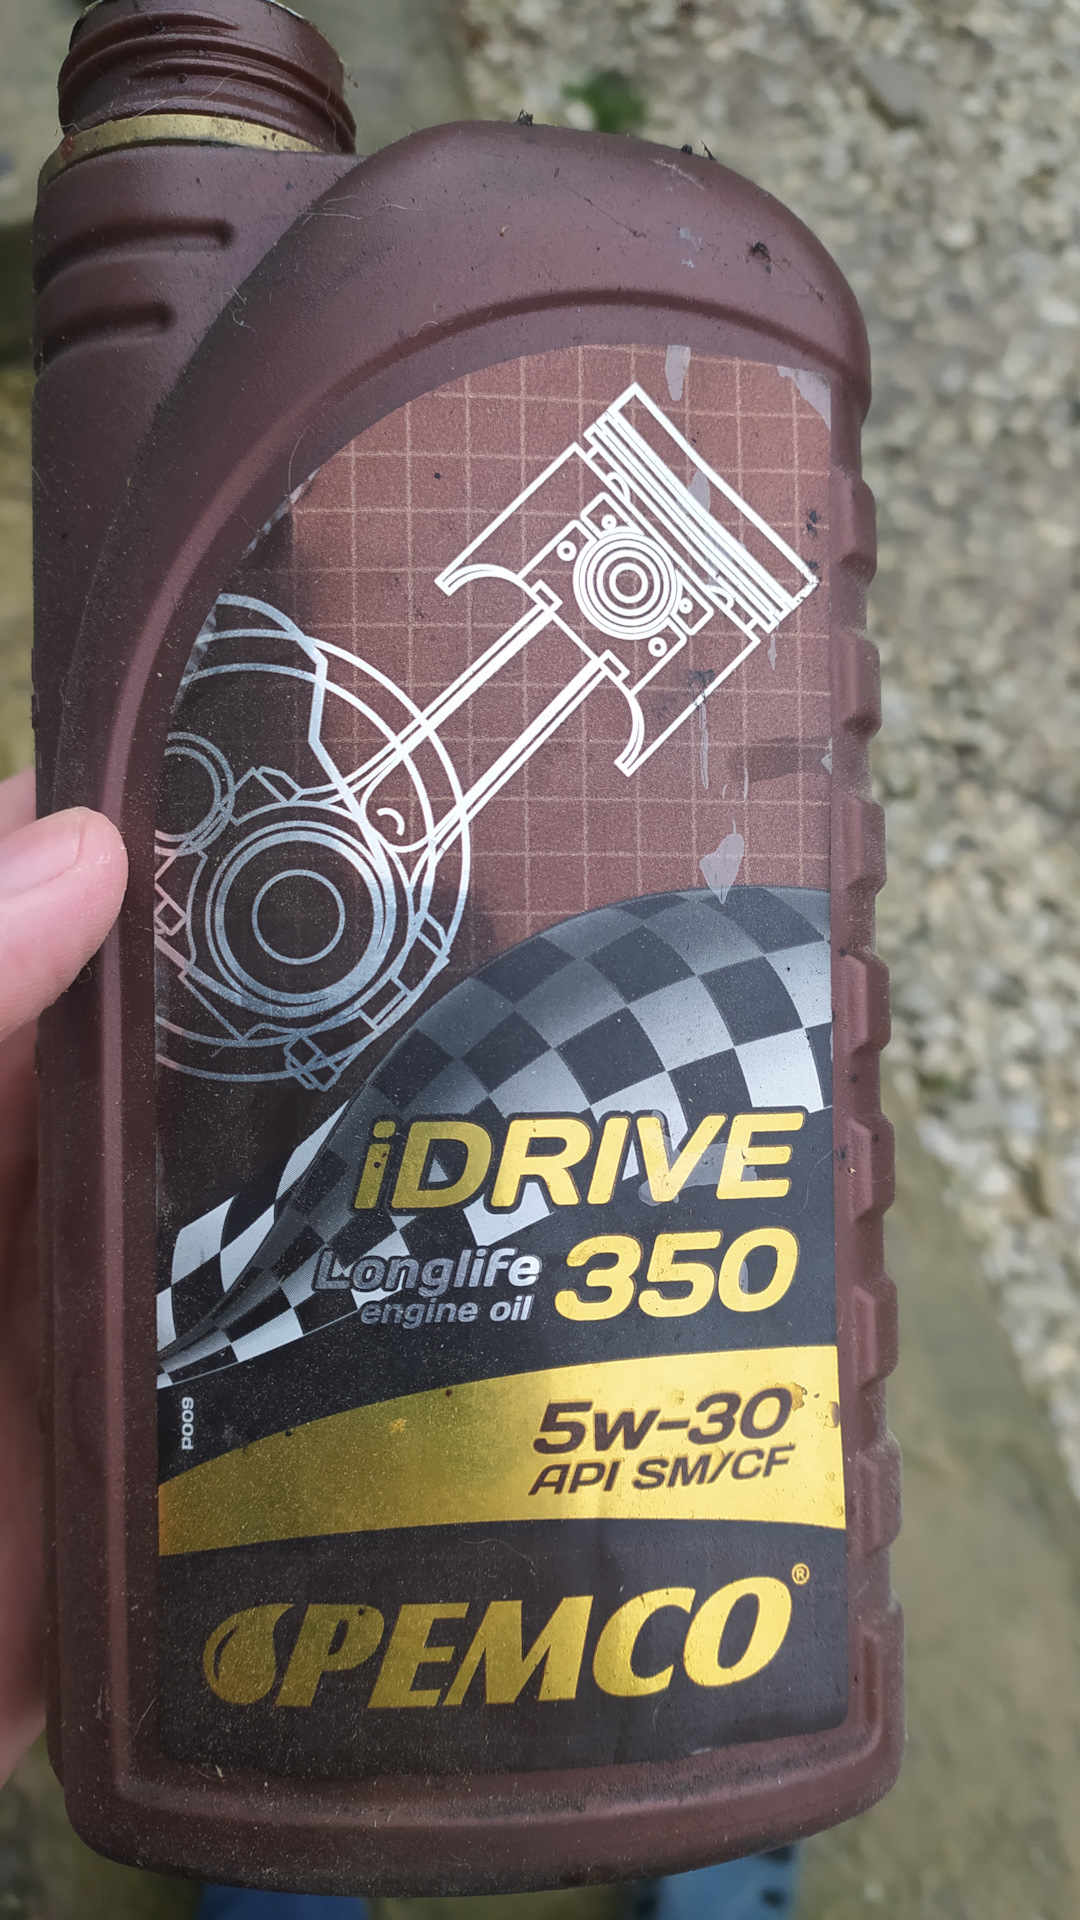 iDRIVE
Longlife 350
engine oil
P009
5w-30
API SM/CF
PEMCO®